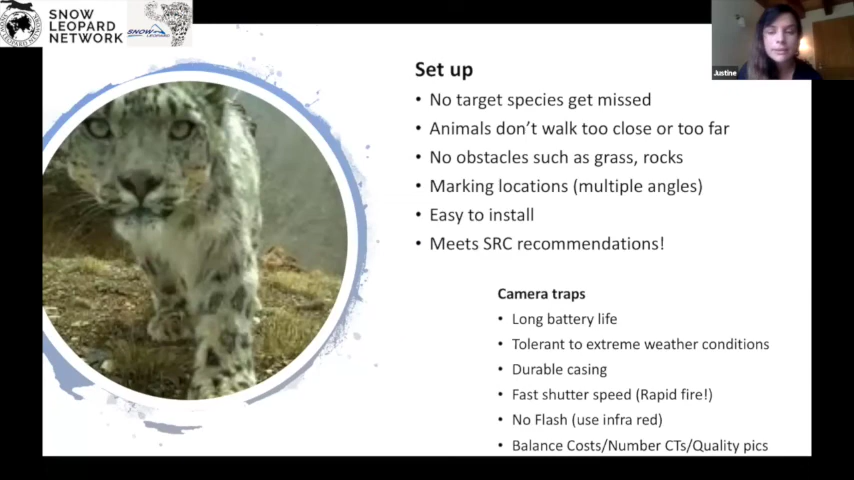 SNOW
LEOPARD
NETWORK
SNOW
LEOPARD
Justine
Set up
• No target species get missed
• Animals don't walk too close or too far
• No obstacles such as grass, rocks
• Marking locations (multiple angles)
• Easy to install
• Meets SRC recommendations!
Camera traps
• Long battery life
• Tolerant to extreme weather conditions
• Durable casing
• Fast shutter speed (Rapid fire!)
• No Flash (use infra red)
• Balance Costs/Number CTs/Quality pics